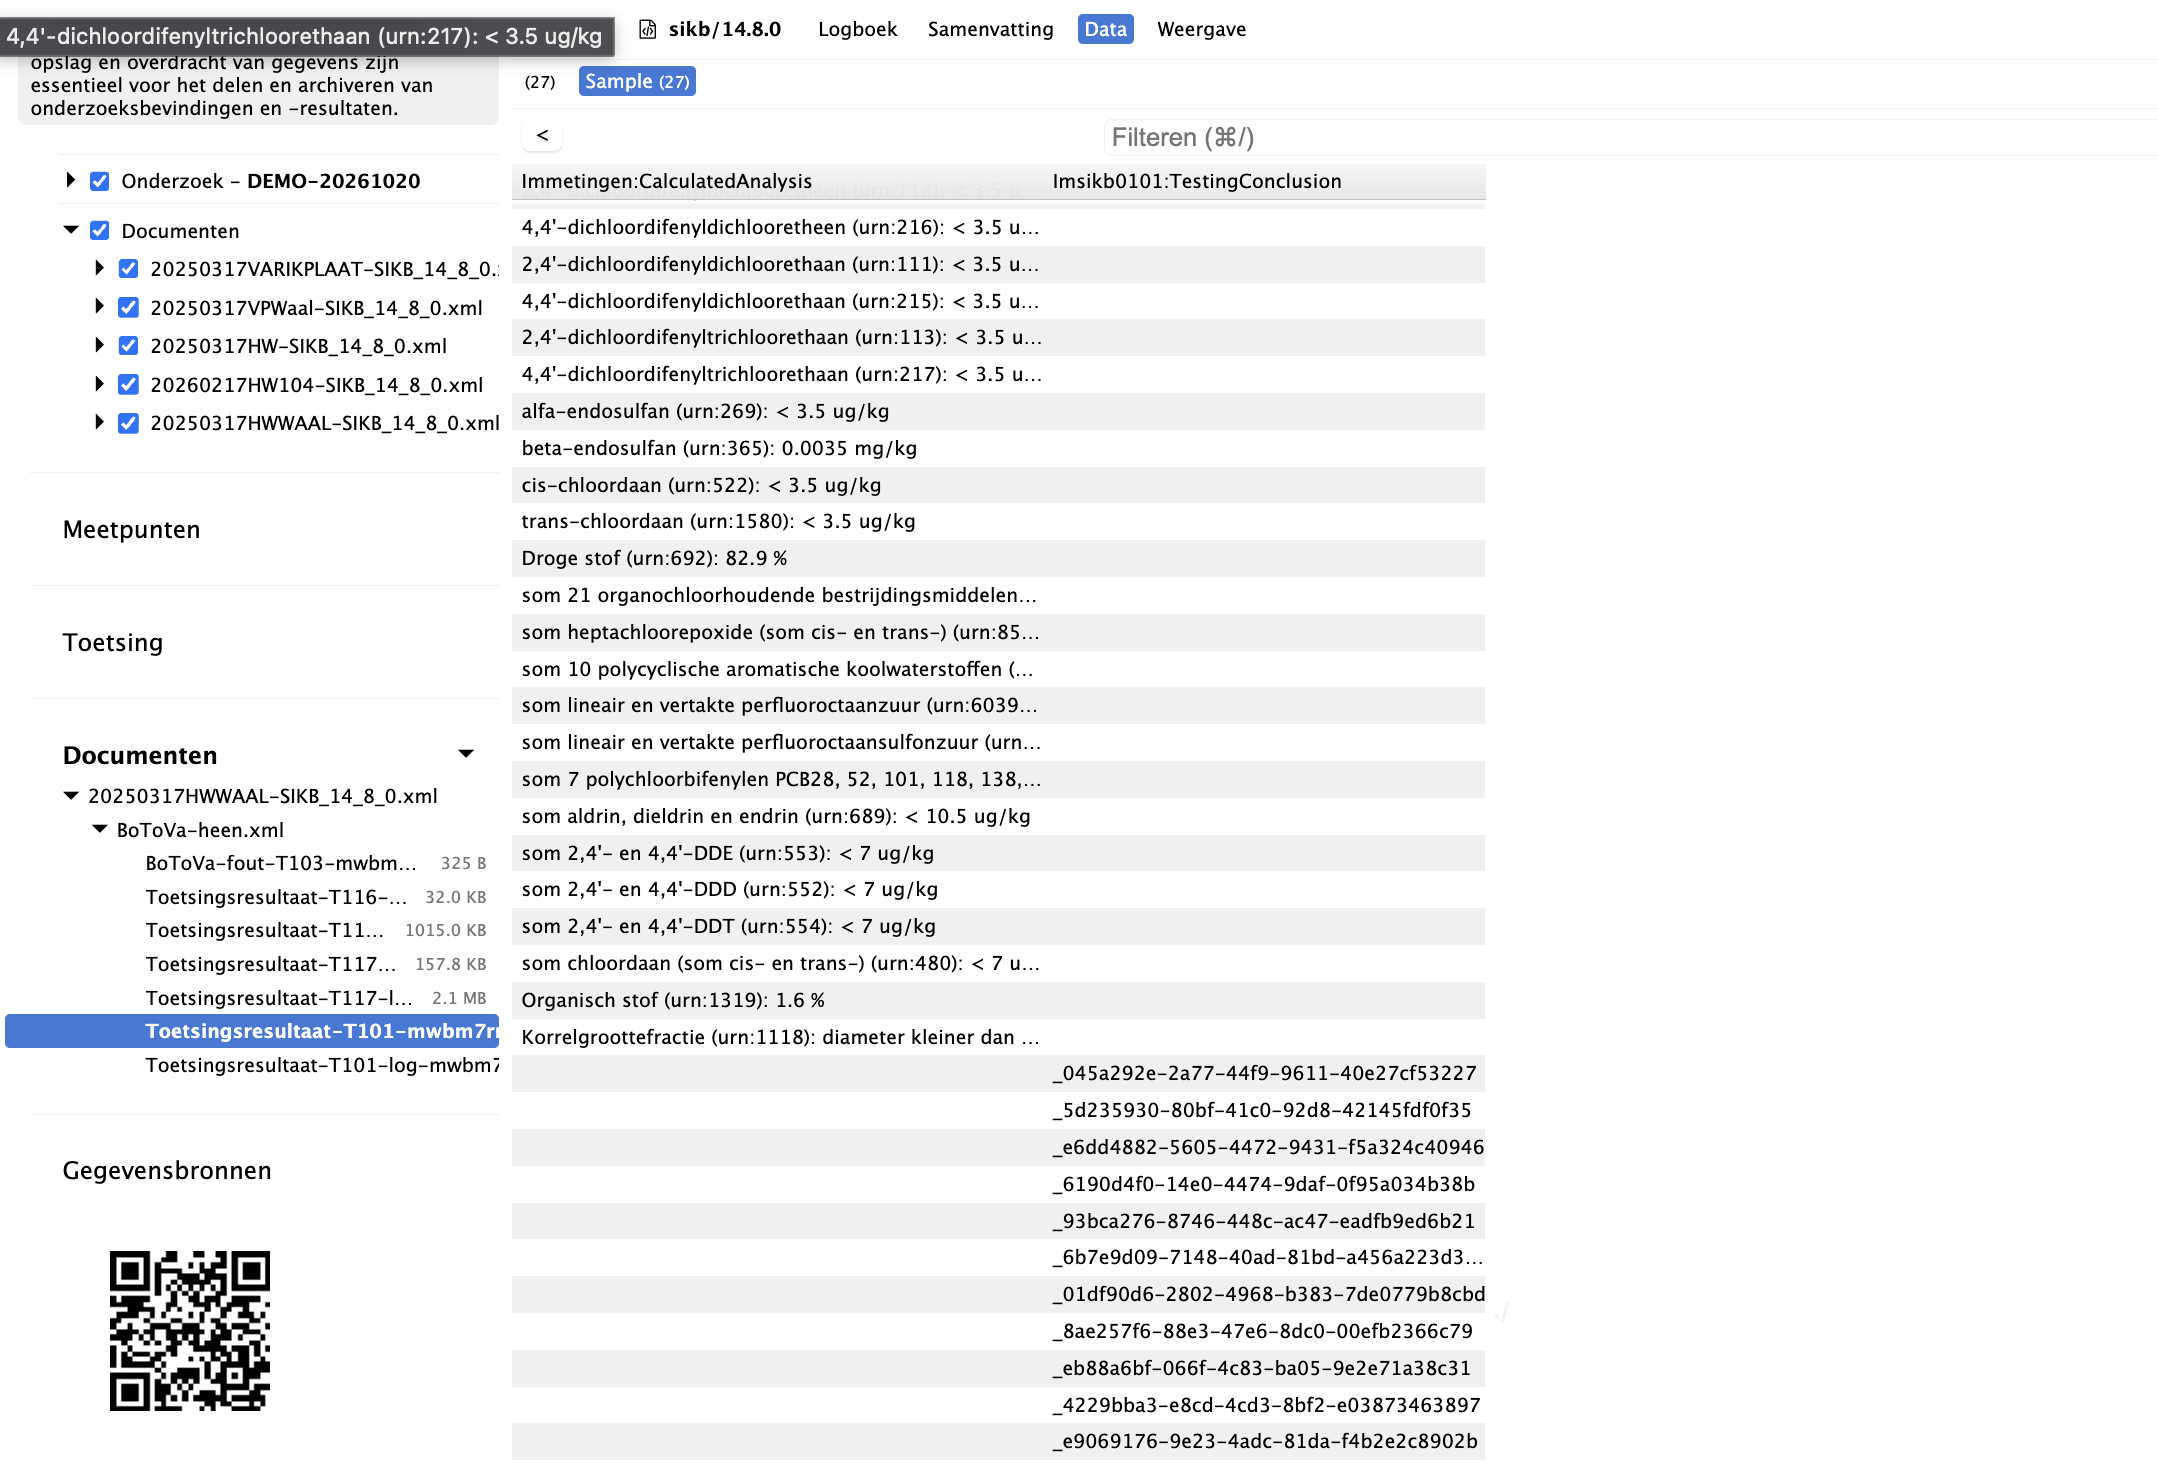 4,4'-dichloordifenyltrichloorethaan (urn:217): < 3.5 ug/kg
opslag en overdracht van gegevens zijn
essentieel voor het delen en archiveren van
onderzoeksbevindingen en -resultaten.
Onderzoek - DEMO-20261020
Documenten
20250317VARIKPLAAT-SIKB_14_8_0.
20250317VPWaal-SIKB_14_8_0.xml
20250317HW-SIKB_14_8_0.xml
20260217HW104-SIKB_14_8_0.xml
20250317HWWAAL-SIKB_14_8_0.xml
Meetpunten
Toetsing
Documenten
20250317HWWAAL-SIKB_14_8_0.xml
BoToVa-heen.xml
BoToVa-fout-T103-mwbm... 325 B
Toetsingsresultaat-T116-... 32.0 KB
Toetsingsresultaat-T11... 1015.0 KB
Toetsingsresultaat-T117... 157.8 KB
Toetsingsresultaat-T117-l... 2.1 MB
Toetsingsresultaat-T101-mwbm7r
Toetsingsresultaat-T101-log-mwbm7
Gegevensbronnen
sikb/14.8.0 Logboek Samenvatting Data Weergave
(27) Sample (27)
< Filteren (⌘/)
Immetingen:CalculatedAnalysis Imsikb0101:TestingConclusion
4,4'-dichloordifenyldichlooretheen (urn:216): < 3.5 u...
2,4'-dichloordifenyldichloorethaan (urn:111): < 3.5 u...
4,4'-dichloordifenyldichloorethaan (urn:215): < 3.5 u...
2,4'-dichloordifenyltrichloorethaan (urn:113): < 3.5 u...
4,4'-dichloordifenyltrichloorethaan (urn:217): < 3.5 u...
alfa-endosulfan (urn:269): < 3.5 ug/kg
beta-endosulfan (urn:365): 0.0035 mg/kg
cis-chloordaan (urn:522): < 3.5 ug/kg
trans-chloordaan (urn:1580): < 3.5 ug/kg
Droge stof (urn:692): 82.9 %
som 21 organochloorhoudende bestrijdingsmiddelen...
som heptachloorepoxide (som cis- en trans-) (urn:85...
som 10 polycyclische aromatische koolwaterstoffen (...
som lineair en vertakte perfluoroctaanzuur (urn:6039...
som lineair en vertakte perfluoroctaansulfonzuur (urn...
som 7 polychloorbifenylen PCB28, 52, 101, 118, 138,...
som aldrin, dieldrin en endrin (urn:689): < 10.5 ug/kg
som 2,4'- en 4,4'-DDE (urn:553): < 7 ug/kg
som 2,4'- en 4,4'-DDD (urn:552): < 7 ug/kg
som 2,4'- en 4,4'-DDT (urn:554): < 7 ug/kg
som chloordaan (som cis- en trans-) (urn:480): < 7 u...
Organisch stof (urn:1319): 1.6 %
Korrelgroottefractie (urn:1118): diameter kleiner dan ...
_045a292e-2a77-44f9-9611-40e27cf53227
_5d235930-80bf-41c0-92d8-42145fdf0f35
_e6dd4882-5605-4472-9431-f5a324c40946
_6190d4f0-14e0-4474-9daf-0f95a034b38b
_93bca276-8746-448c-ac47-eadfb9ed6b21
_6b7e9d09-7148-40ad-81bd-a456a223d3...
_01df90d6-2802-4968-b383-7de0779b8cbd
_8ae257f6-88e3-47e6-8dc0-00efb2366c79
_eb88a6bf-066f-4c83-ba05-9e2e71a38c31
_4229bba3-e8cd-4cd3-8bf2-e03873463897
_e9069176-9e23-4adc-81da-f4b2e2c8902b